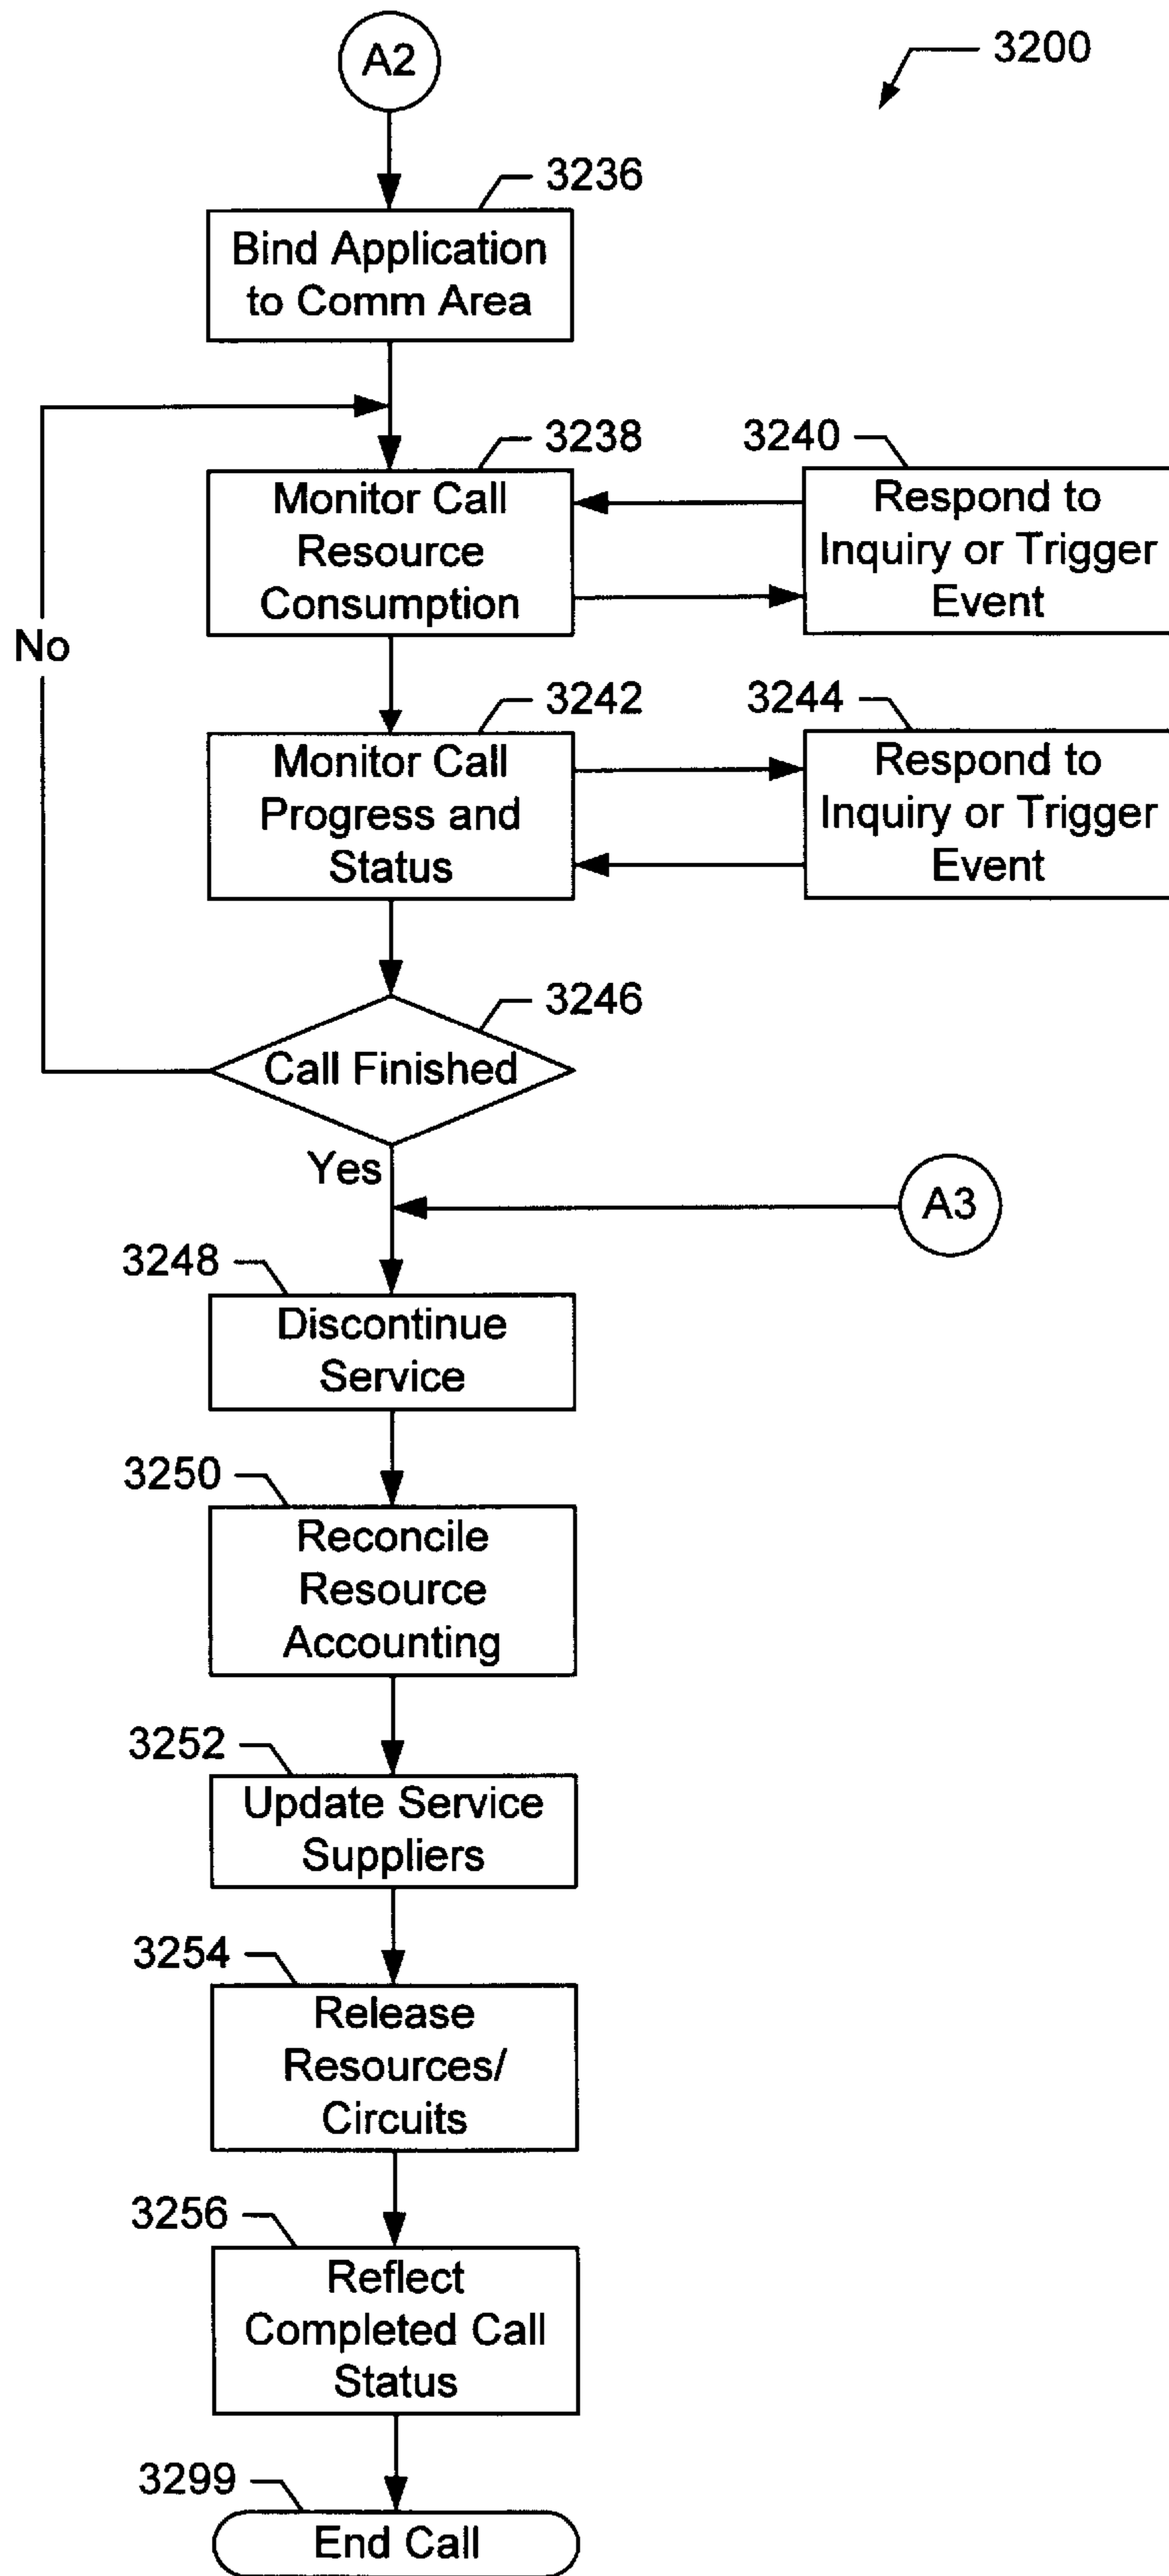 A2
3200
3236
Bind Application
to Comm Area
3238
Monitor Call
Resource
Consumption
3240
Respond to
Inquiry or Trigger
Event
No
3242
Monitor Call
Progress and
Status
3244
Respond to
Inquiry or Trigger
Event
3246
Call Finished
Yes
A3
3248
Discontinue
Service
3250
Reconcile
Resource
Accounting
3252
Update Service
Suppliers
3254
Release
Resources/
Circuits
3256
Reflect
Completed Call
Status
3299
End Call